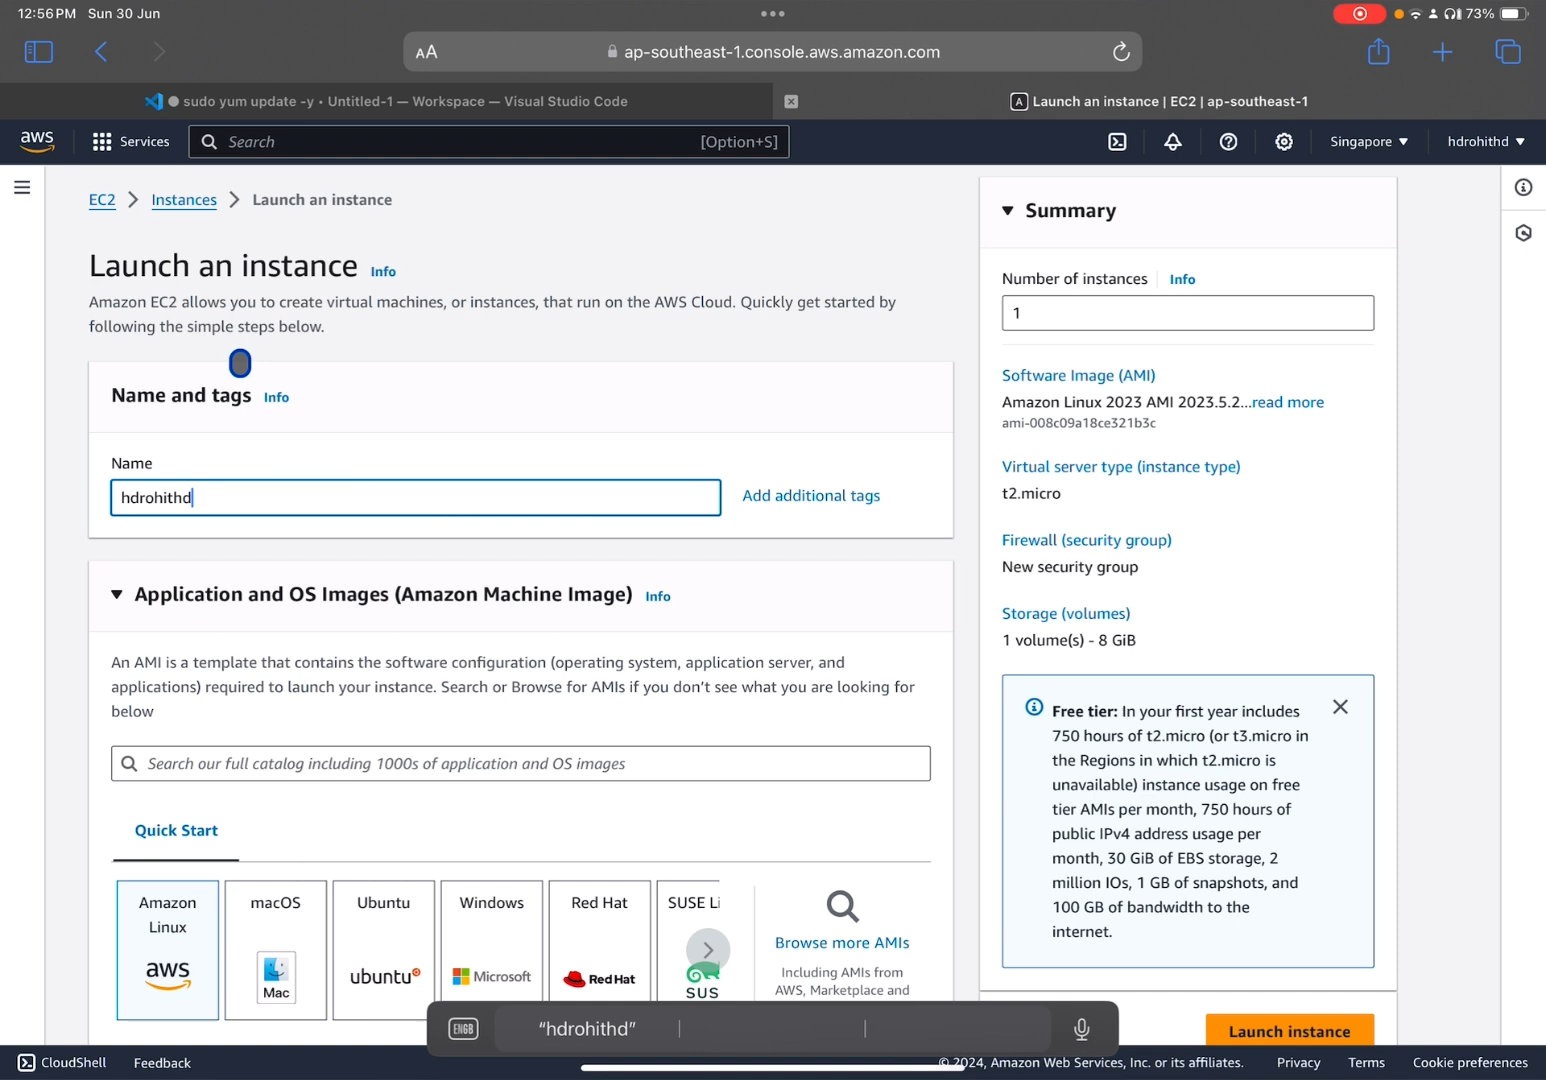 12:56 PM Sun 30 Jun
73%
AA
ap-southeast-1.console.aws.amazon.com
sudo yum update -y • Untitled-1 — Workspace — Visual Studio Code
A Launch an instance | EC2 | ap-southeast-1
aws
Services
Search
[Option+S]
Singapore
hdrohithd
EC2
Instances
Launch an instance
Launch an instance Info
Amazon EC2 allows you to create virtual machines, or instances, that run on the AWS Cloud. Quickly get started by
following the simple steps below.
Name and tags Info
Name
hdrohithd
Add additional tags
Application and OS Images (Amazon Machine Image) Info
An AMI is a template that contains the software configuration (operating system, application server, and
applications) required to launch your instance. Search or Browse for AMIs if you don't see what you are looking for
below
Search our full catalog including 1000s of application and OS images
Quick Start
Amazon
Linux
aws
macOS
Mac
Ubuntu
ubuntu
Windows
Microsoft
Red Hat
Red Hat
SUSE Li
SUS
Browse more AMIs
Including AMIs from
AWS, Marketplace and
Summary
Number of instances Info
1
Software Image (AMI)
Amazon Linux 2023 AMI 2023.5.2...read more
ami-008c09a18ce321b3c
Virtual server type (instance type)
t2.micro
Firewall (security group)
New security group
Storage (volumes)
1 volume(s) - 8 GiB
Free tier: In your first year includes
750 hours of t2.micro (or t3.micro in
the Regions in which t2.micro is
unavailable) instance usage on free
tier AMIs per month, 750 hours of
public IPv4 address usage per
month, 30 GiB of EBS storage, 2
million IOs, 1 GB of snapshots, and
100 GB of bandwidth to the
internet.
Launch instance
ENGB
“hdrohithd”
CloudShell
Feedback
© 2024, Amazon Web Services, Inc. or its affiliates.
Privacy
Terms
Cookie preferences